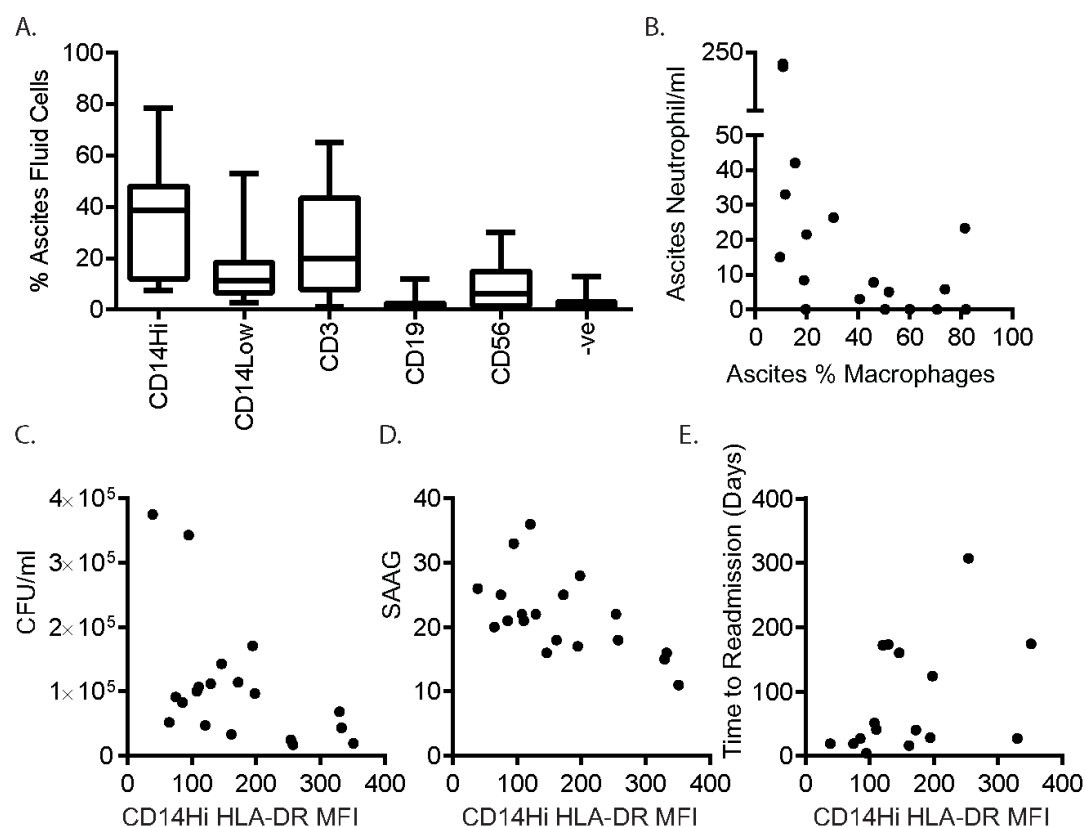 A.
% Ascites Fluid Cells
100
80
60
40
20
0
CD14Hi
CD14Low
CD3
CD19
CD56
-ve
B.
Ascites Neutrophil/ml
250
50
40
30
20
10
0
0 20 40 60 80 100
Ascites % Macrophages
C.
CFU/ml
4× 10⁵
3× 10⁵
2× 10⁵
1× 10⁵
0
0 100 200 300 400
CD14Hi HLA-DR MFI
D.
SAAG
40
30
20
10
0
0 100 200 300 400
CD14Hi HLA-DR MFI
E.
Time to Readmission (Days)
400
300
200
100
0
0 100 200 300 400
CD14Hi HLA-DR MFI